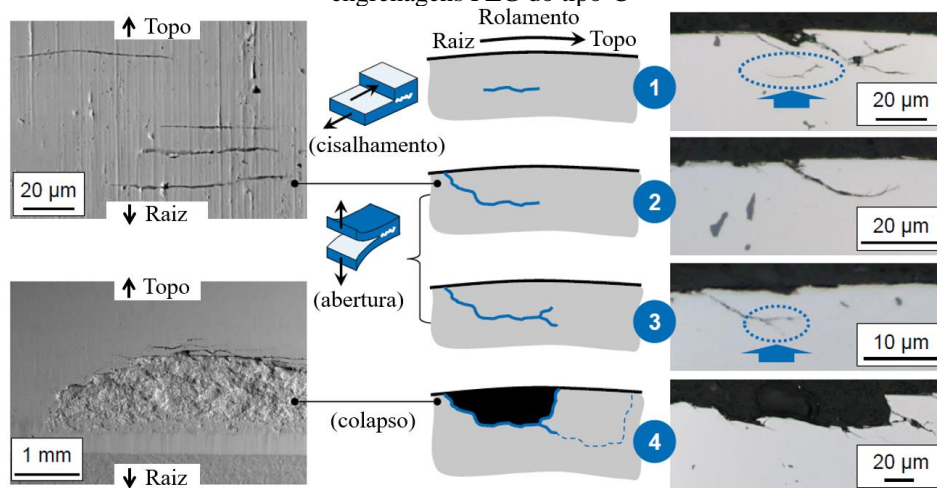 Topo
20 µm
Raiz
Topo
1 mm
Raiz
Rolamento
Raiz
Topo
(cisalhamento)
(abertura)
(colapso)
1
2
3
4
20 µm
20 µm
10 µm
20 µm